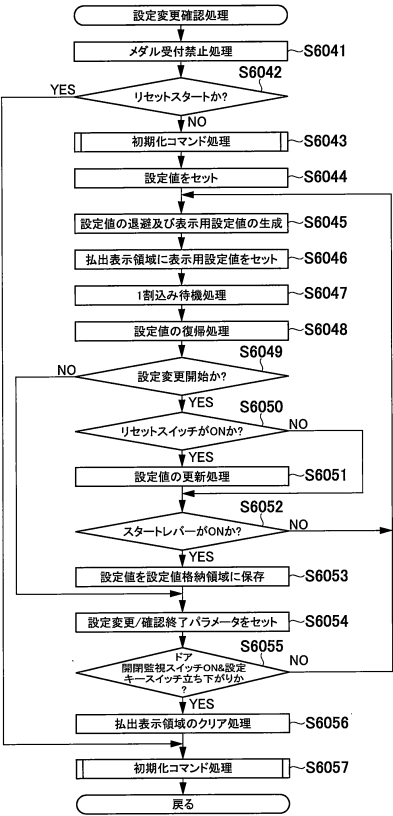 設定変更確認処理
メダル受付禁止処理
S6041
S6042
YES
リセットスタートか?
NO
初期化コマンド処理
S6043
設定値をセット
S6044
設定値の退避及び表示用設定値の生成
S6045
払出表示領域に表示用設定値をセット
S6046
1割込み待機処理
S6047
設定値の復帰処理
S6048
S6049
NO
設定変更開始か?
YES
S6050
リセットスイッチがONか?
NO
YES
設定値の更新処理
S6051
S6052
スタートレバーがONか?
NO
YES
設定値を設定値格納領域に保存
S6053
設定変更/確認終了パラメータをセット
S6054
S6055
ドア
開閉監視スイッチON&設定
キースイッチ立ち下がりか
?
NO
YES
払出表示領域のクリア処理
S6056
初期化コマンド処理
S6057
戻る